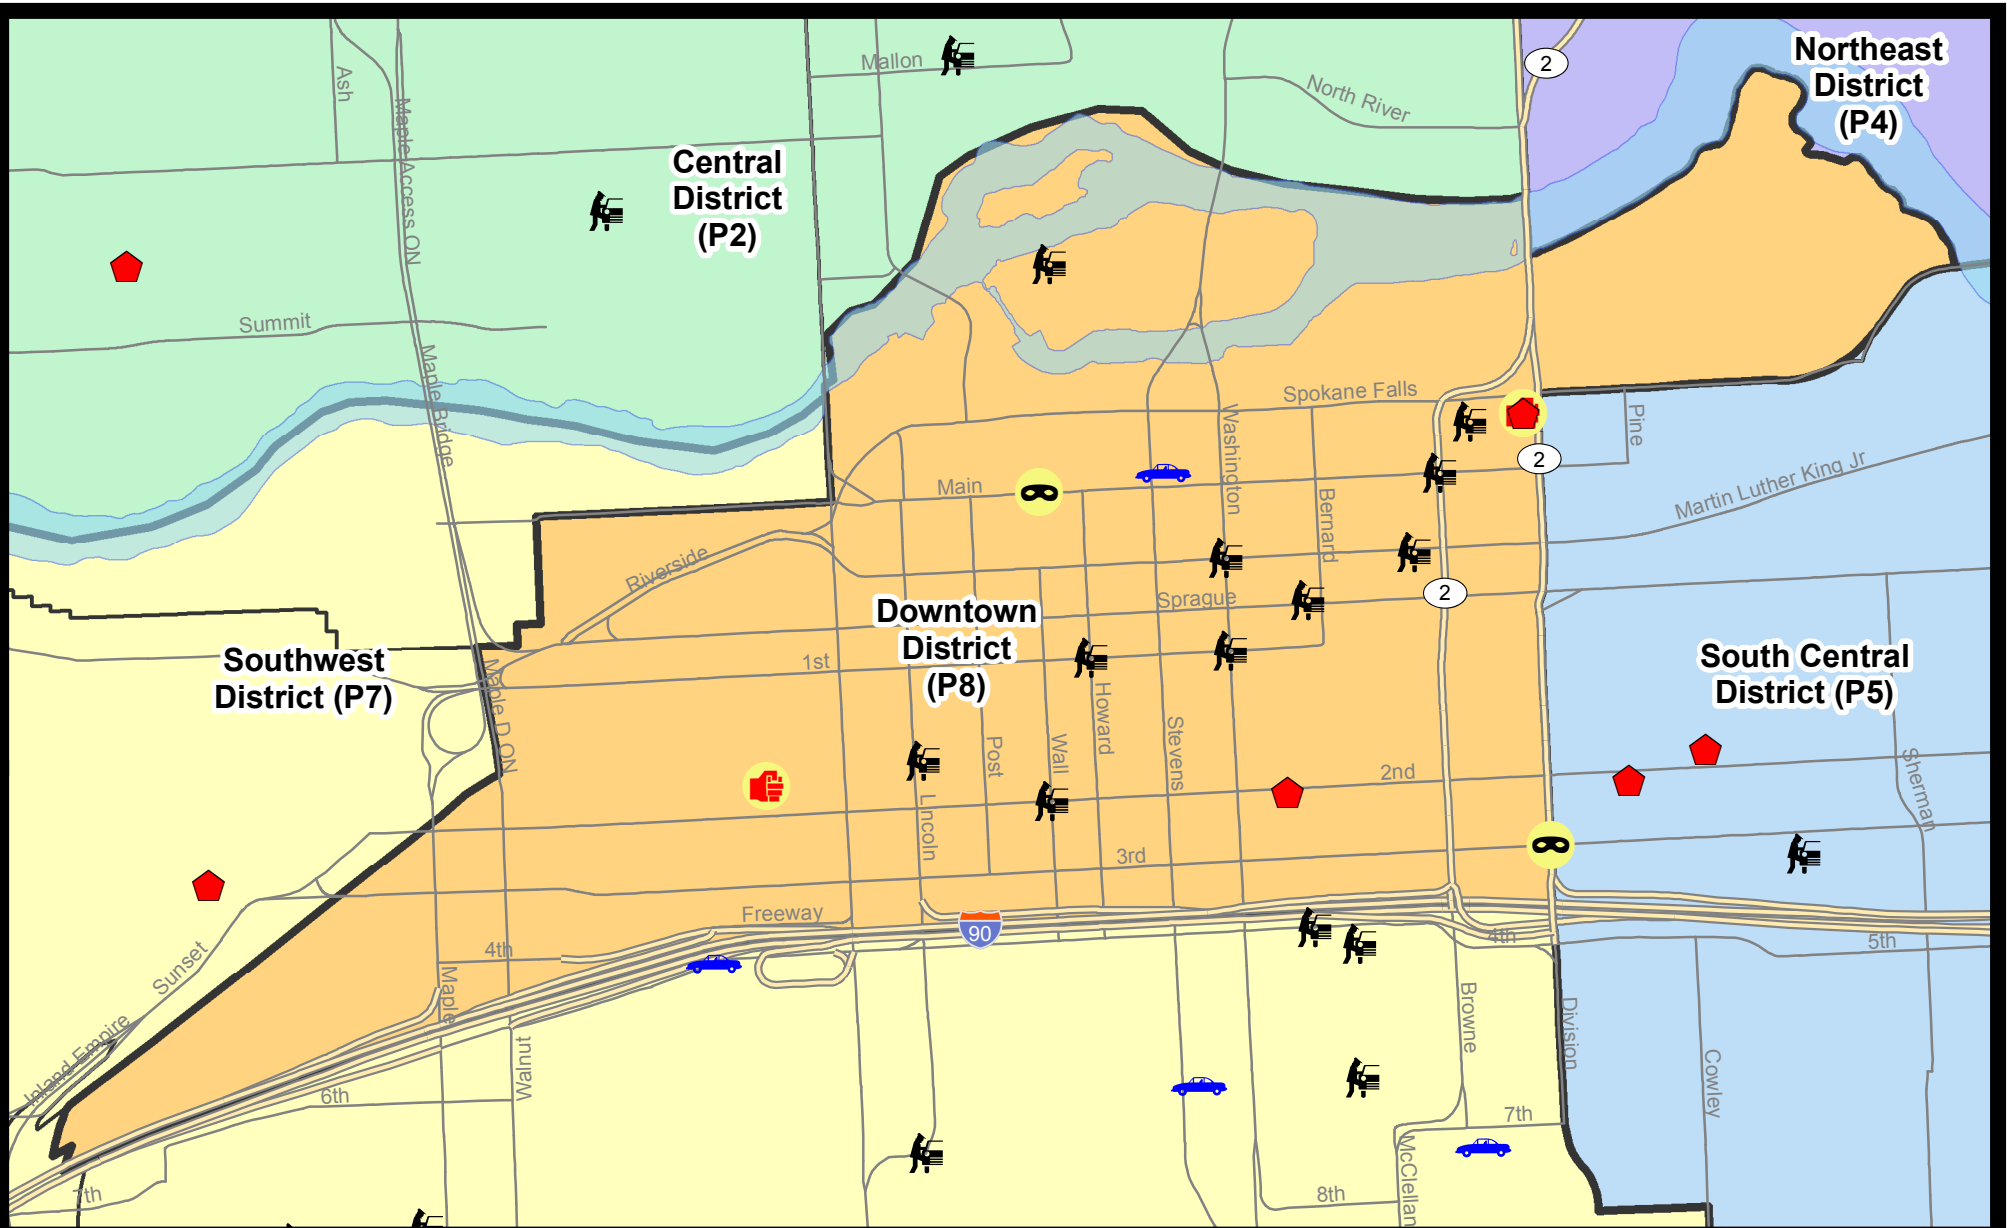 Northeast
District
(P4)
2
Mallon
Ash
Maple Access ON
North River
Central
District
(P2)
Summit
Maple Bridge
Spokane Falls
Washington
Pine
2
Main
Bernard
Martin Luther King Jr
Riverside
Sprague
2
Downtown
District
(P8)
Southwest
District (P7)
1st
South Central
District (P5)
Maple D ON
Howard
Stevens
Post
Wall
2nd
Sherman
Lincoln
3rd
Freeway
90
4th
4th
5th
Sunset
Maple
Browne
Division
Inland Empire
Walnut
6th
Cowley
7th
McClellan
7th
8th